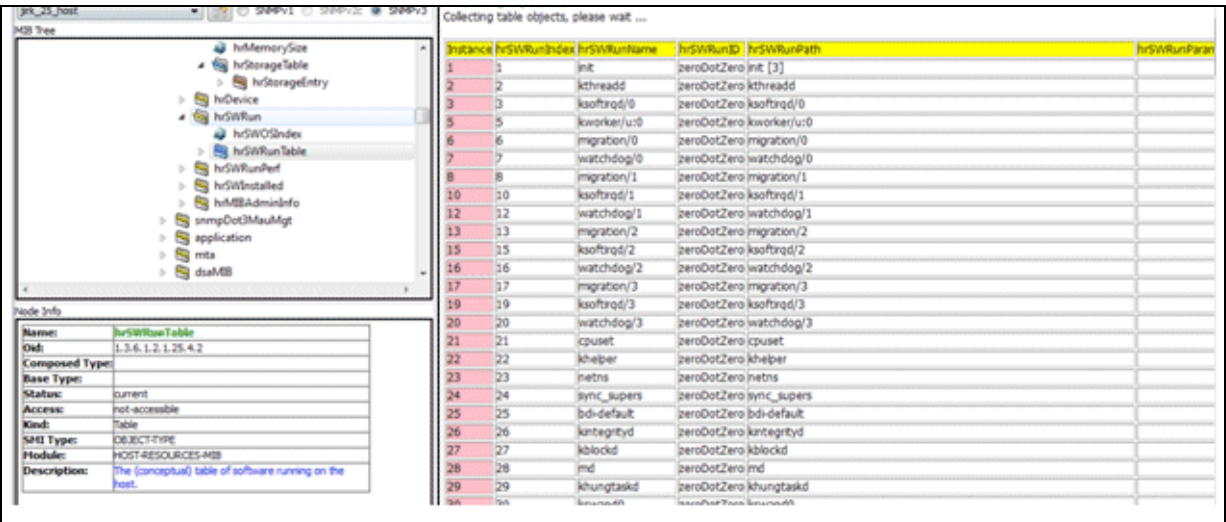 jirk_25_host SNMPv1 SNMPv2c SNMPv3
MIB Tree
hrMemorySize
hrStorageTable
hrStorageEntry
hrDevice
hrSWRun
hrSWOSIndex
hrSWRunTable
hrSWRunPerf
hrSWInstalled
hrMIBAdminInfo
snmpDot3MauMgt
application
mta
dsaMIB
Node Info
Name: hrSWRunTable
Oid: 1.3.6.1.2.1.25.4.2
Composed Type:
Base Type:
Status: current
Access: not-accessible
Kind: Table
SMI Type: OBJECT-TYPE
Module: HOST-RESOURCES-MIB
Description: The (conceptual) table of software running on the
host.
Collecting table objects, please wait ...
Instance hrSWRunIndex hrSWRunName hrSWRunID hrSWRunPath hrSWRunParam
1 1 init zeroDotZero init [3]
2 2 kthreadd zeroDotZero kthreadd
3 3 ksoftirqd/0 zeroDotZero ksoftirqd/0
5 5 kworker/u:0 zeroDotZero kworker/u:0
6 6 migration/0 zeroDotZero migration/0
7 7 watchdog/0 zeroDotZero watchdog/0
8 8 migration/1 zeroDotZero migration/1
10 10 ksoftirqd/1 zeroDotZero ksoftirqd/1
12 12 watchdog/1 zeroDotZero watchdog/1
13 13 migration/2 zeroDotZero migration/2
15 15 ksoftirqd/2 zeroDotZero ksoftirqd/2
16 16 watchdog/2 zeroDotZero watchdog/2
17 17 migration/3 zeroDotZero migration/3
19 19 ksoftirqd/3 zeroDotZero ksoftirqd/3
20 20 watchdog/3 zeroDotZero watchdog/3
21 21 cpuset zeroDotZero cpuset
22 22 khelper zeroDotZero khelper
23 23 netns zeroDotZero netns
24 24 sync_supers zeroDotZero sync_supers
25 25 bdi-default zeroDotZero bdi-default
26 26 kintegrityd zeroDotZero kintegrityd
27 27 kblockd zeroDotZero kblockd
28 28 md zeroDotZero md
29 29 khungtaskd zeroDotZero khungtaskd
30 30 kswapd0 zeroDotZero kswapd0